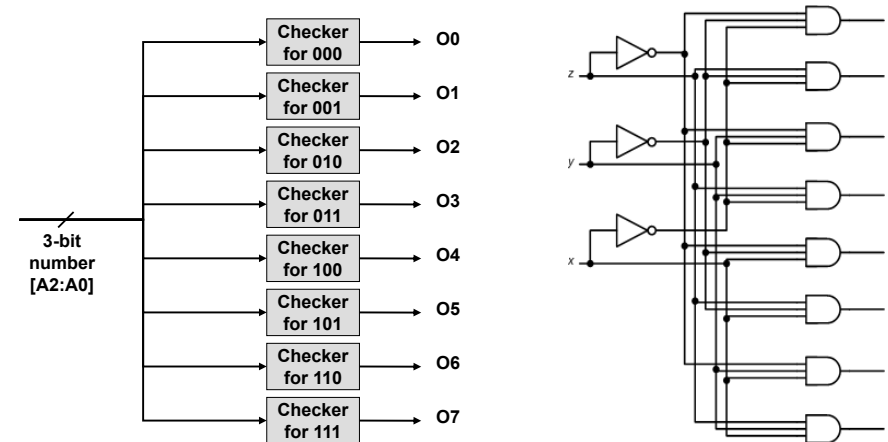 Checker
for 000
O0
Checker
for 001
O1
Checker
for 010
O2
Checker
for 011
O3
3-bit
number
[A2:A0]
Checker
for 100
O4
Checker
for 101
O5
Checker
for 110
O6
Checker
for 111
O7
z
y
x